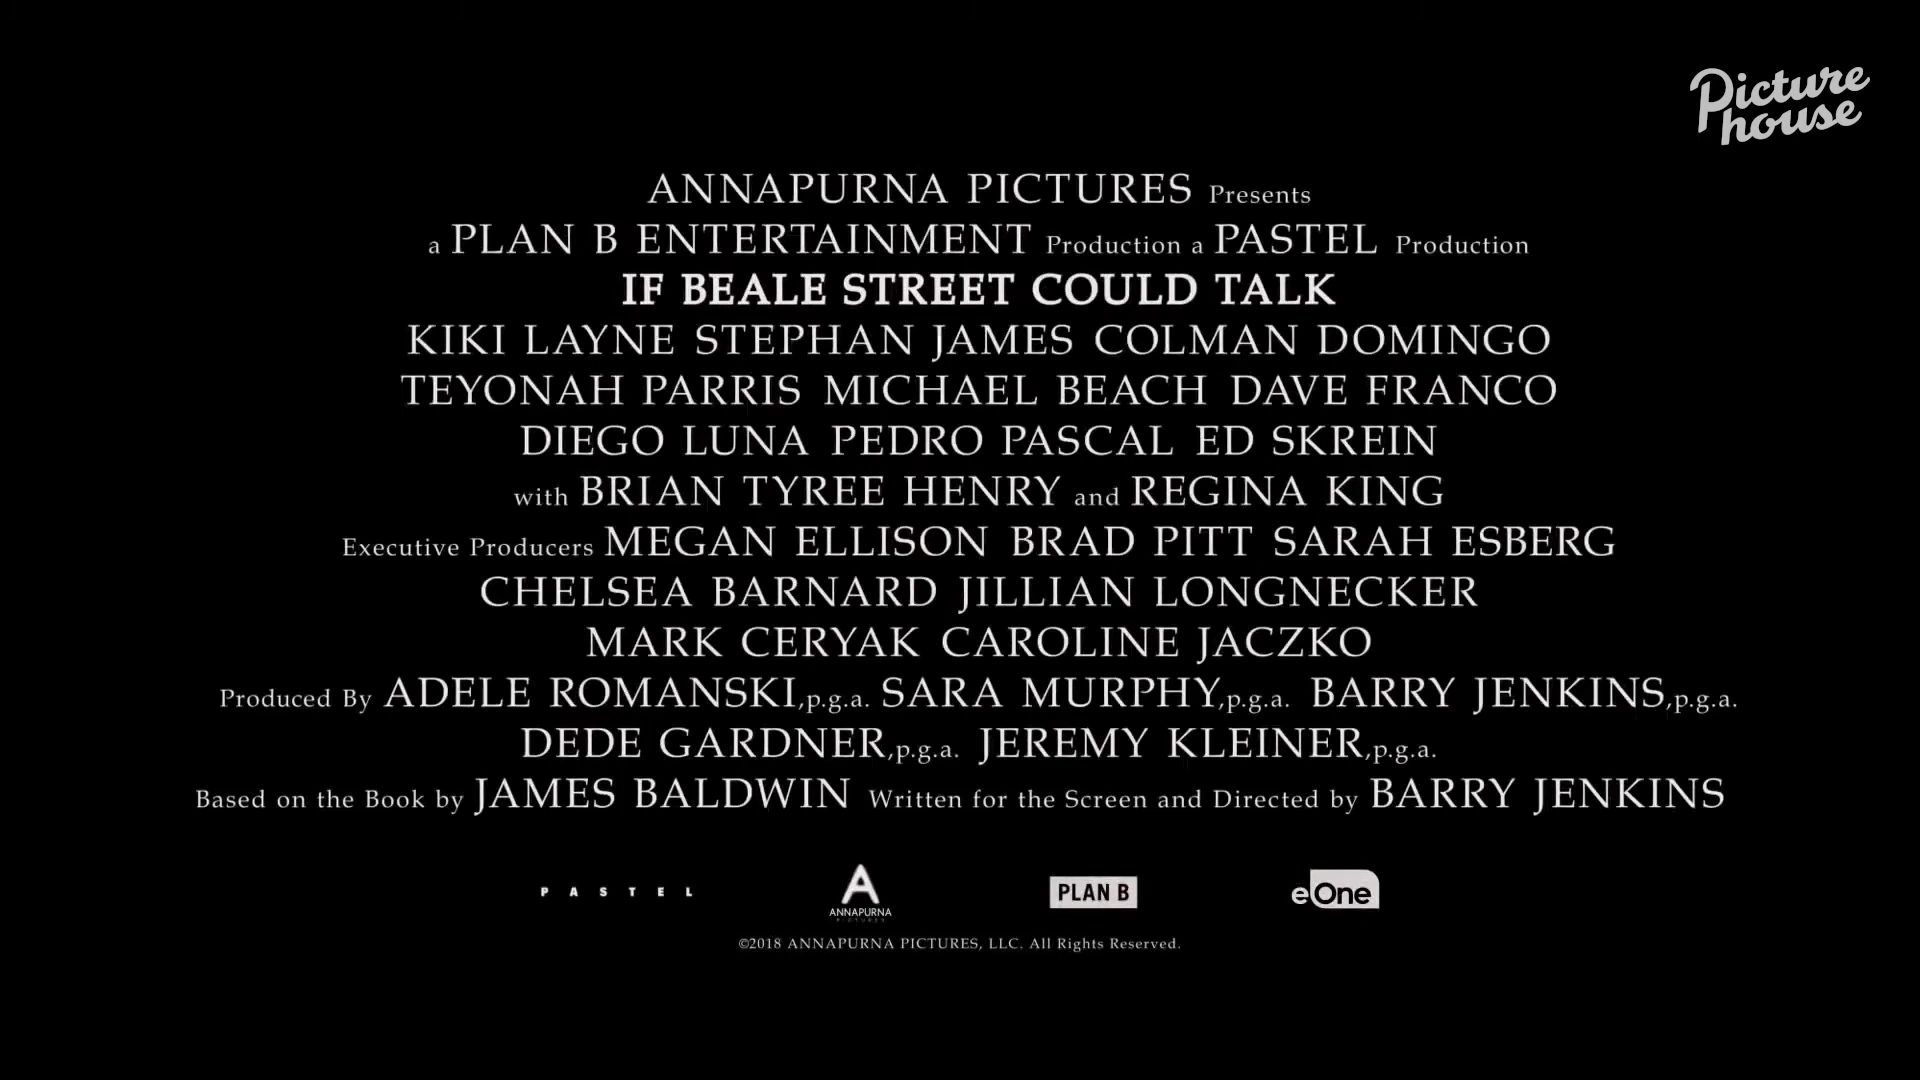 Picture
house
ANNAPURNA PICTURES Presents
a PLAN B ENTERTAINMENT Production a PASTEL Production
IF BEALE STREET COULD TALK
KIKI LAYNE STEPHAN JAMES COLMAN DOMINGO
TEYONAH PARRIS MICHAEL BEACH DAVE FRANCO
DIEGO LUNA PEDRO PASCAL ED SKREIN
with BRIAN TYREE HENRY and REGINA KING
Executive Producers MEGAN ELLISON BRAD PITT SARAH ESBERG
CHELSEA BARNARD JILLIAN LONGNECKER
MARK CERYAK CAROLINE JACZKO
Produced By ADELE ROMANSKI,p.g.a. SARA MURPHY,p.g.a. BARRY JENKINS,p.g.a.
DEDE GARDNER,p.g.a. JEREMY KLEINER,p.g.a.
Based on the Book by JAMES BALDWIN Written for the Screen and Directed by BARRY JENKINS
PASTEL A PLAN B eOne
ANNAPURNA
PICTURES
©2018 ANNAPURNA PICTURES, LLC. All Rights Reserved.